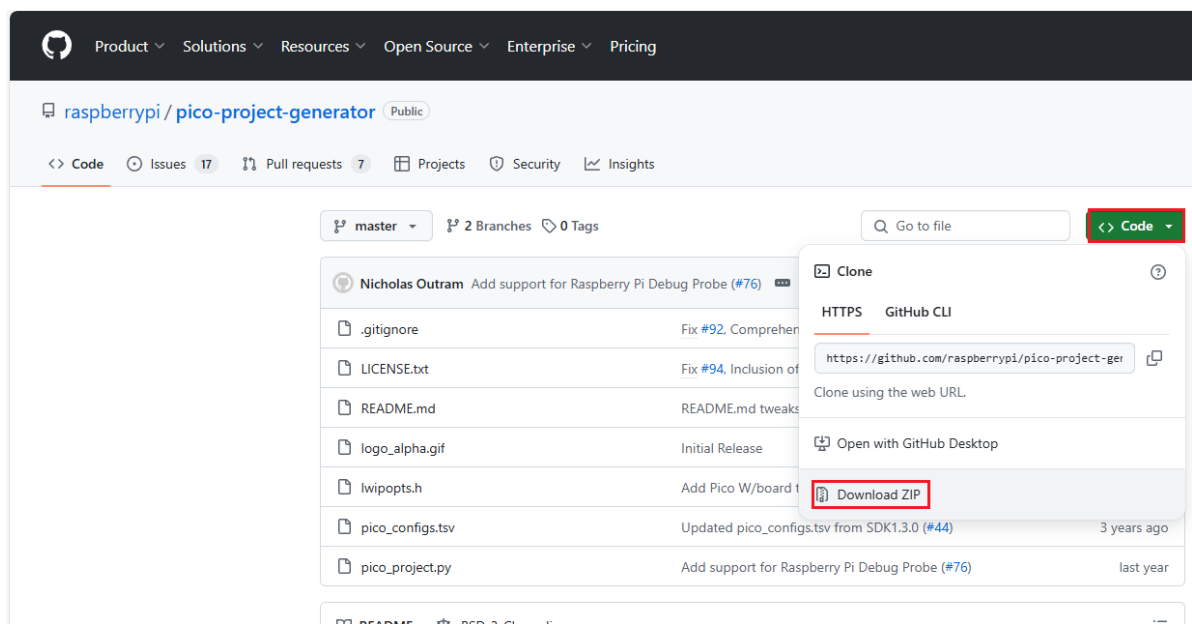 Product Solutions Resources Open Source Enterprise Pricing
raspberrypi / pico-project-generator Public
Code Issues 17 Pull requests 7 Projects Security Insights
master 2 Branches 0 Tags Go to file Code
Nicholas Outram Add support for Raspberry Pi Debug Probe (#76)
.gitignore Fix #92, Comprehen
LICENSE.txt Fix #94, Inclusion of
README.md README.md tweaks
logo_alpha.gif Initial Release
lwipopts.h Add Pico W/board t
pico_configs.tsv Updated pico_configs.tsv from SDK1.3.0 (#44) 3 years ago
pico_project.py Add support for Raspberry Pi Debug Probe (#76) last year
Clone
HTTPS GitHub CLI
https://github.com/raspberrypi/pico-project-ger
Clone using the web URL.
Open with GitHub Desktop
Download ZIP
README